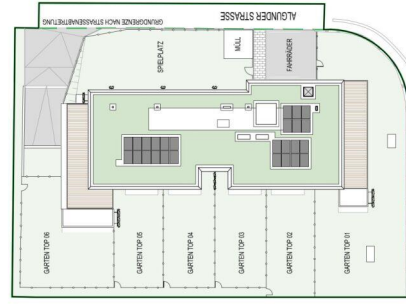 ALGUNDER STRASSE
GRUNDGRENZE NACH STRASSENABTRETUNG
SPIELPLATZ
MÜLL
FAHRRÄDER
GARTEN TOP 06
GARTEN TOP 05
GARTEN TOP 04
GARTEN TOP 03
GARTEN TOP 02
GARTEN TOP 01